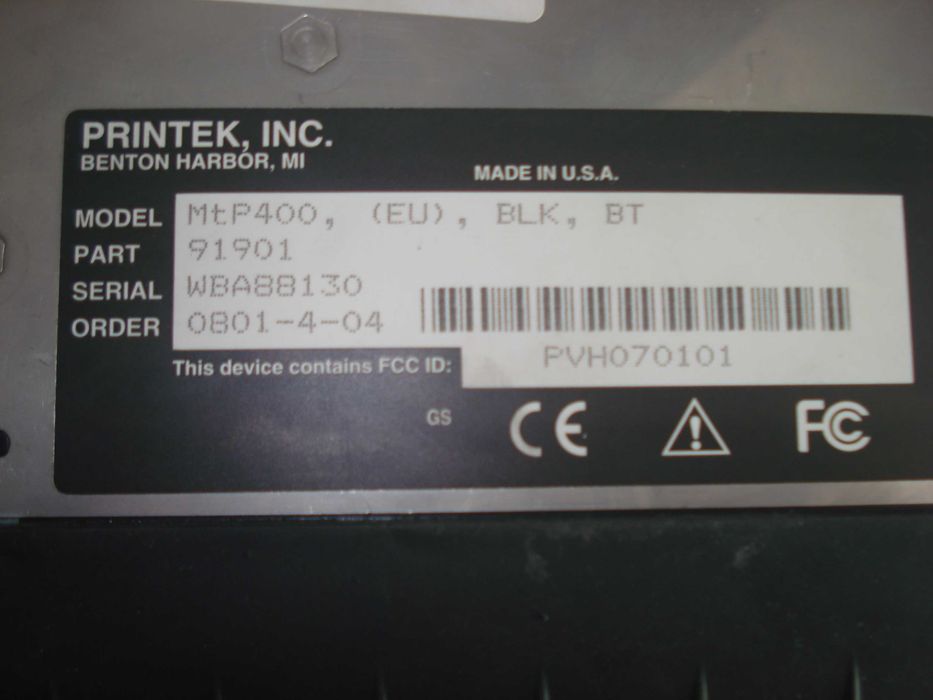 PRINTEK, INC.
BENTON HARBOR, MI
MADE IN U.S.A.
MODEL MtP400, (EU), BLK, BT
PART 91901
SERIAL WBA88130
ORDER 0801-4-04
This device contains FCC ID: PVH070101
GS CE FC